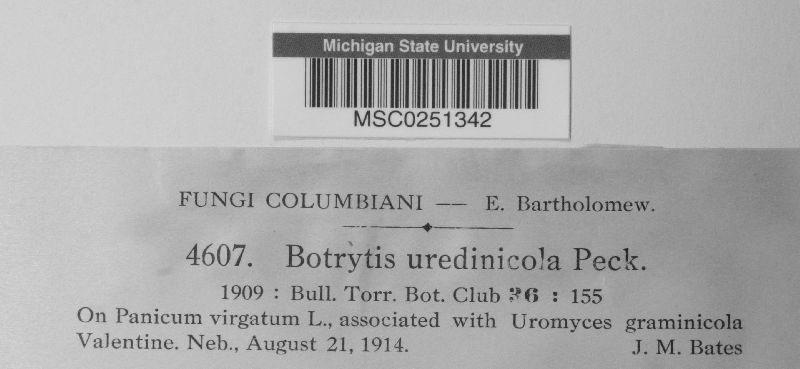 Michigan State University
MSC0251342
FUNGI COLUMBIANI — E. Bartholomew.
4607. Botrytis uredinicola Peck.
1909 : Bull. Torr. Bot. Club 36 : 155
On Panicum virgatum L., associated with Uromyces graminicola
Valentine. Neb., August 21, 1914. J. M. Bates